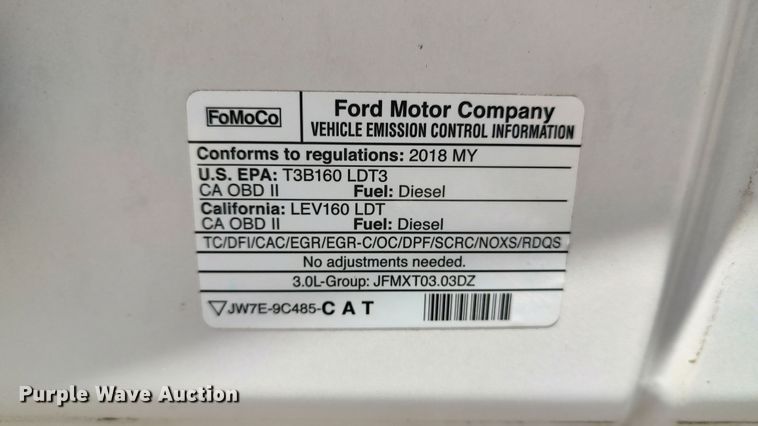 FoMoCo
Ford Motor Company
VEHICLE EMISSION CONTROL INFORMATION
Conforms to regulations: 2018 MY
U.S. EPA: T3B160 LDT3
CA OBD II Fuel: Diesel
California: LEV160 LDT
CA OBD II Fuel: Diesel
TC/DFI/CAC/EGR/EGR-C/OC/DPF/SCRC/NOXS/RDQS
No adjustments needed.
3.0L-Group: JFMXT03.03DZ
▽JW7E-9C485-C A T
Purple Wave Auction